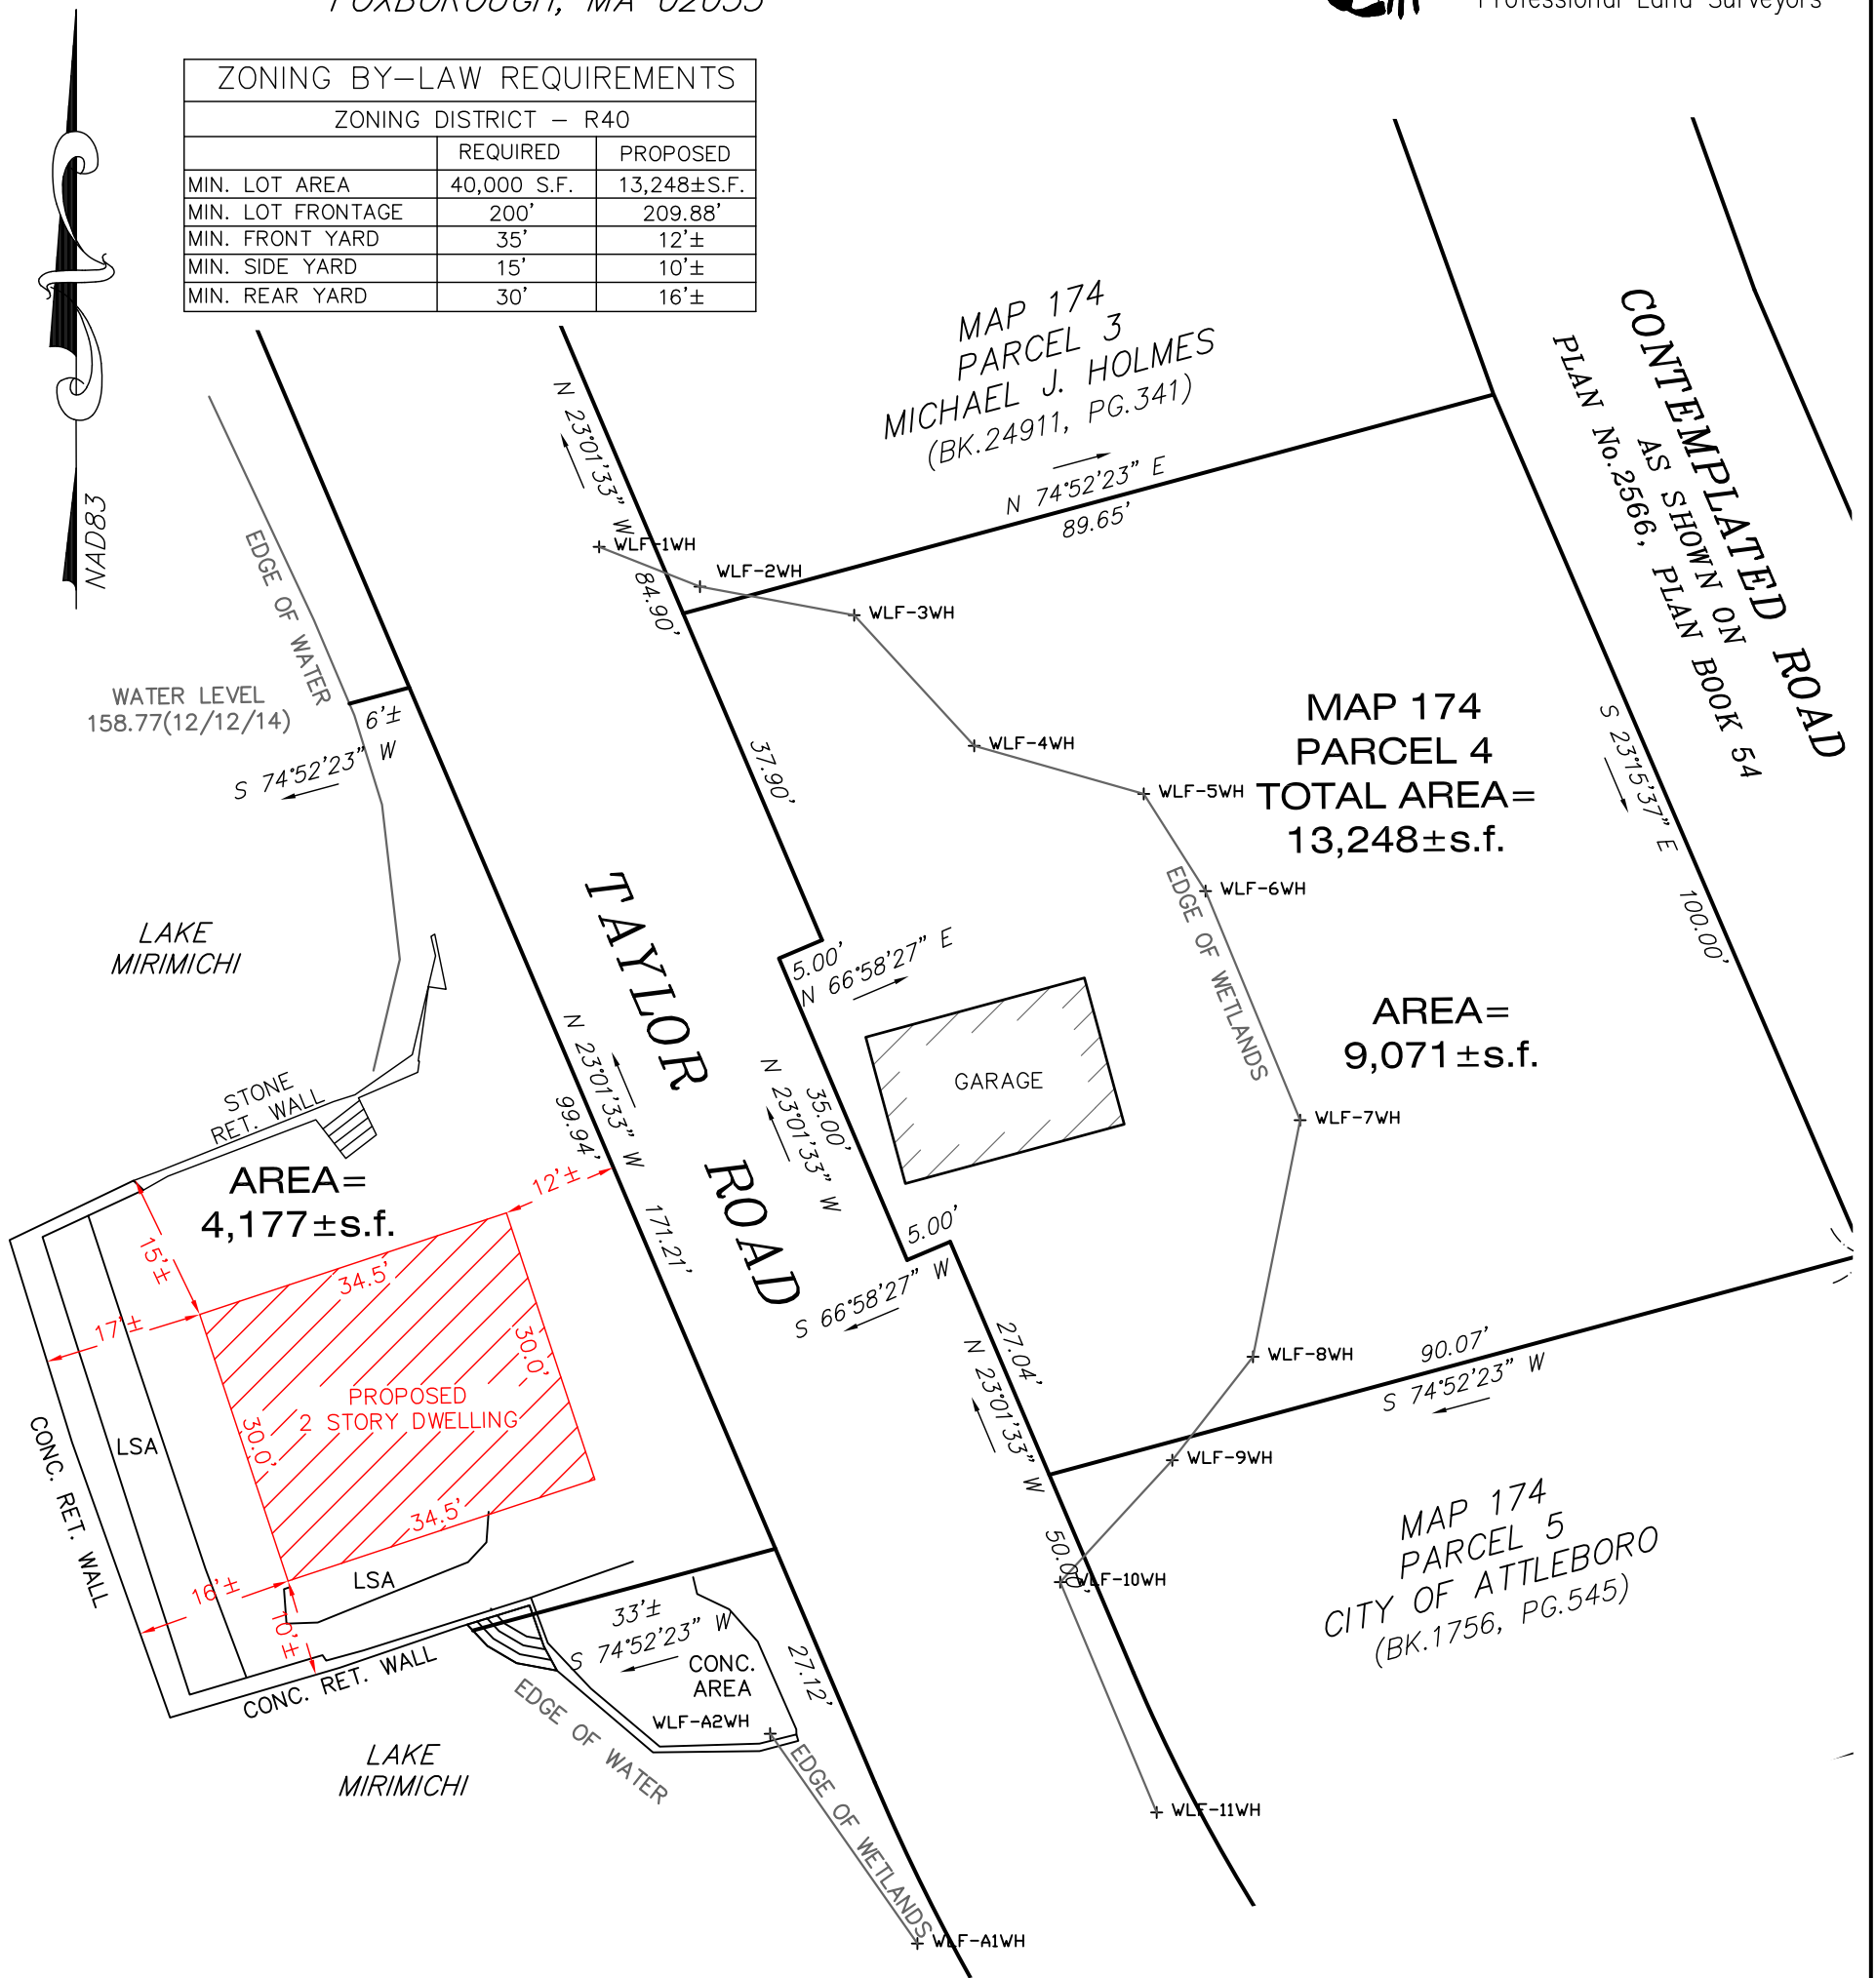 FOXBOROUGH, MA 02035
Professional Land Surveyors
ZONING BY-LAW REQUIREMENTS
ZONING DISTRICT - R40
REQUIRED PROPOSED
MIN. LOT AREA 40,000 S.F. 13,248±S.F.
MIN. LOT FRONTAGE 200' 209.88'
MIN. FRONT YARD 35' 12'±
MIN. SIDE YARD 15' 10'±
MIN. REAR YARD 30' 16'±
NAD83
MAP 174
PARCEL 3
MICHAEL J. HOLMES
(BK.24911, PG.341)
N 74°52'23" E
89.65'
CONTEMPLATED ROAD
AS SHOWN ON
PLAN No.2566, PLAN BOOK 54
N 23°01'33" W
84.90'
WLF-1WH
WLF-2WH
WLF-3WH
WLF-4WH
WLF-5WH
WLF-6WH
WLF-7WH
WLF-8WH
WLF-9WH
WLF-10WH
WLF-11WH
EDGE OF WATER
WATER LEVEL
158.77(12/12/14)
6'±
S 74°52'23" W
37.90'
MAP 174
PARCEL 4
TOTAL AREA=
13,248±s.f.
S 23°15'37" E
100.00'
EDGE OF WETLANDS
LAKE
MIRIMICHI
TAYLOR ROAD
5.00'
N 66°58'27" E
AREA=
9,071±s.f.
GARAGE
N 23°01'33" W
99.94'
35.00'
N 23°01'33" W
STONE
RET. WALL
AREA=
4,177±s.f.
12'±
171.21'
5.00'
S 66°58'27" W
15'±
17'±
34.5'
30.0'
PROPOSED
2 STORY DWELLING
30.0'
34.5'
27.04'
N 23°01'33" W
90.07'
S 74°52'23" W
LSA
CONC. RET. WALL
16'±
10'±
LSA
50.00'
MAP 174
PARCEL 5
CITY OF ATTLEBORO
(BK.1756, PG.545)
33'±
S 74°52'23" W
CONC.
AREA
27.12'
CONC. RET. WALL
EDGE OF WATER
WLF-A2WH
LAKE
MIRIMICHI
EDGE OF WETLANDS
WLF-A1WH